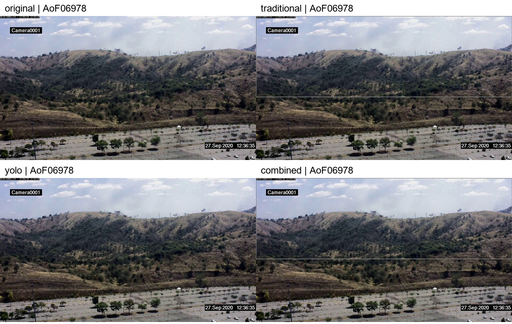 original | AoF06978
traditional | AoF06978
Camera0001
Camera0001
27 Sep 2020 12:36:35
27 Sep 2020 12:36:35
yolo | AoF06978
combined | AoF06978
Camera0001
Camera0001
27 Sep 2020 12:36:35
27 Sep 2020 12:36:35